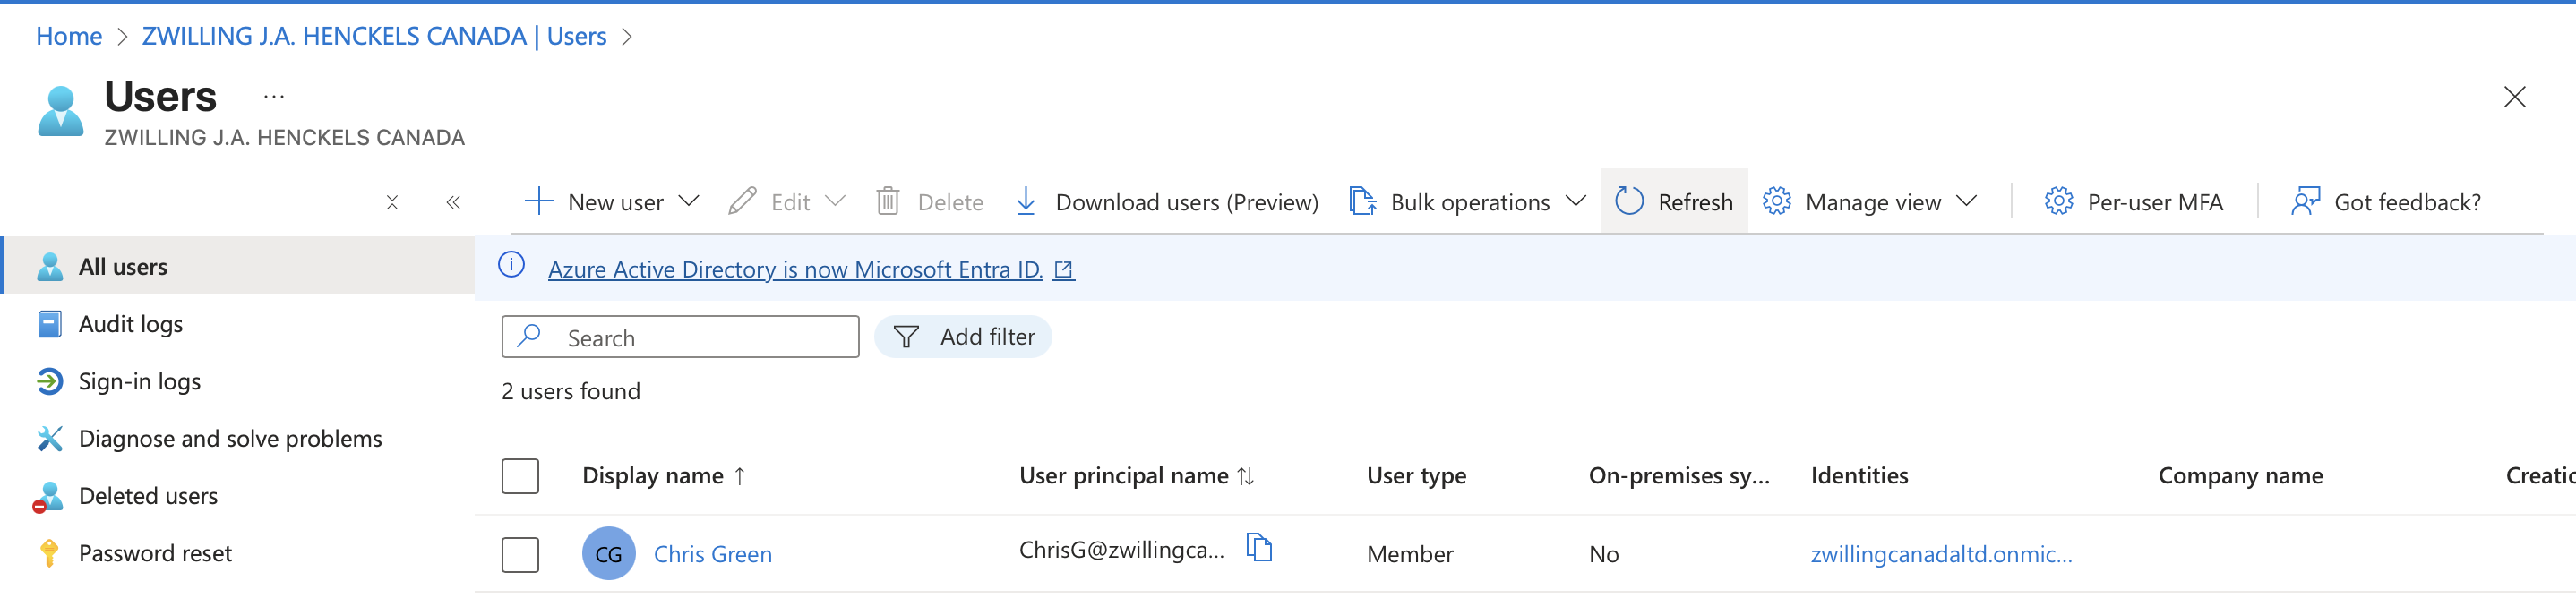 Home > ZWILLING J.A. HENCKELS CANADA | Users >
Users ...
ZWILLING J.A. HENCKELS CANADA
New user Edit Delete Download users (Preview) Bulk operations Refresh Manage view Per-user MFA Got feedback?
All users
Audit logs
Sign-in logs
Diagnose and solve problems
Deleted users
Password reset
Azure Active Directory is now Microsoft Entra ID.
Search Add filter
2 users found
Display name ↑ User principal name ↑↓ User type On-premises sy... Identities Company name Creatio
CG Chris Green ChrisG@zwillingca... Member No zwillingcanadaltd.onmic...